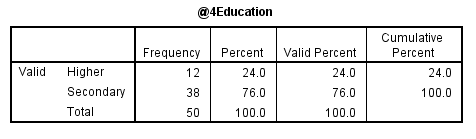 @4Education
Cumulative
Frequency Percent Valid Percent Percent
Valid Higher 12 24.0 24.0 24.0
Secondary 38 76.0 76.0 100.0
Total 50 100.0 100.0